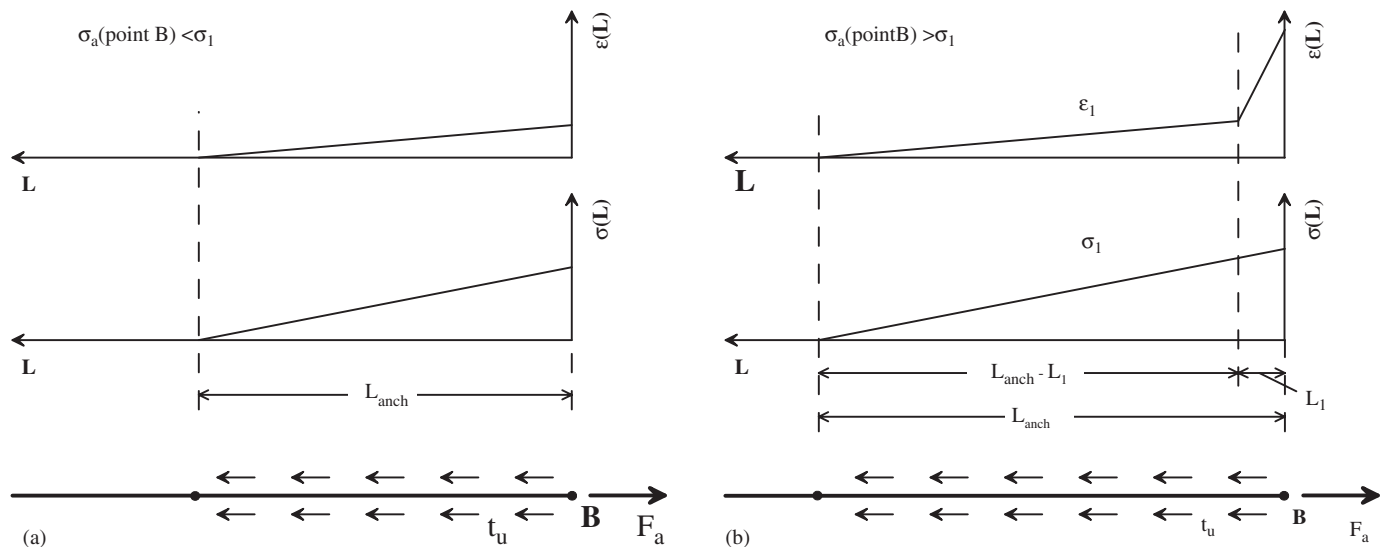 σa(point B) <σ1
ε(L)
L
σ(L)
L
Lanch
tu
B
Fa
(a)
σa(pointB) >σ1
ε(L)
ε1
L
σ(L)
σ1
L
Lanch - L1
L1
Lanch
tu
B
Fa
(b)